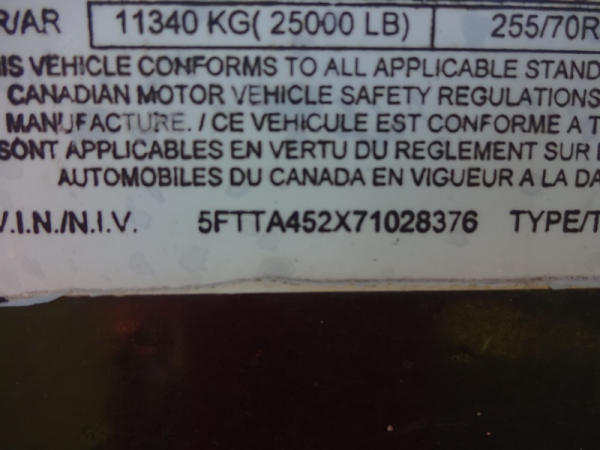 R/AR 11340 KG( 25000 LB) 255/70R
IS VEHICLE CONFORMS TO ALL APPLICABLE STAND
CANADIAN MOTOR VEHICLE SAFETY REGULATIONS
MANUFACTURE. / CE VEHICULE EST CONFORME A T
SONT APPLICABLES EN VERTU DU REGLEMENT SUR
AUTOMOBILES DU CANADA EN VIGUEUR A LA DA
V.I.N./N.I.V. 5FTTA452X71028376 TYPE/T